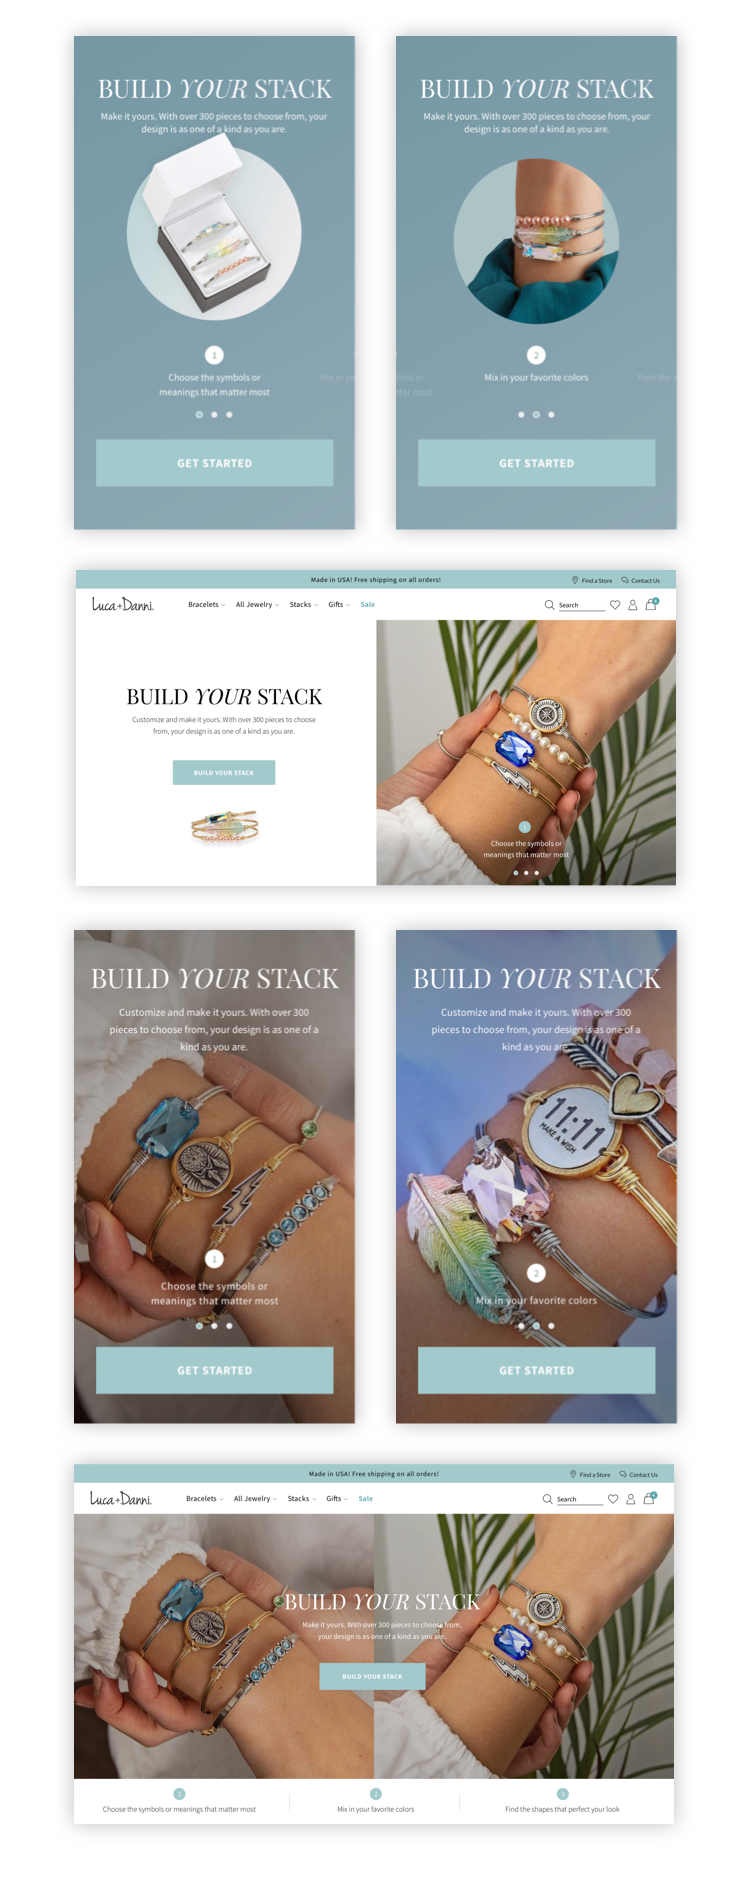 BUILD YOUR STACK
Make it yours. With over 300 pieces to choose from, your
design is as one of a kind as you are.
1
Choose the symbols or
meanings that matter most
GET STARTED
BUILD YOUR STACK
Make it yours. With over 300 pieces to choose from, your
design is as one of a kind as you are.
2
Mix in your favorite colors
GET STARTED
Made in USA! Free shipping on all orders!
Find a Store
Contact Us
Luca+Danni.
Bracelets
All Jewelry
Stacks
Gifts
Sale
Search
BUILD YOUR STACK
Customize and make it yours. With over 300 pieces to choose
from, your design is as one of a kind as you are.
BUILD YOUR STACK
1
Choose the symbols or
meanings that matter most
BUILD YOUR STACK
Customize and make it yours. With over 300
pieces to choose from, your design is as one of a
kind as you are.
1
Choose the symbols or
meanings that matter most
GET STARTED
BUILD YOUR STACK
Customize and make it yours. With over 300
pieces to choose from, your design is as one of a
kind as you are.
11:11
MAKE A WISH
2
Mix in your favorite colors
GET STARTED
Made in USA! Free shipping on all orders!
Find a Store
Contact Us
Luca+Danni.
Bracelets
All Jewelry
Stacks
Gifts
Sale
Search
BUILD YOUR STACK
Make it yours. With over 300 pieces to choose from,
your design is as one of a kind as you are.
BUILD YOUR STACK
1
Choose the symbols or meanings that matter most
2
Mix in your favorite colors
3
Find the shapes that perfect your look